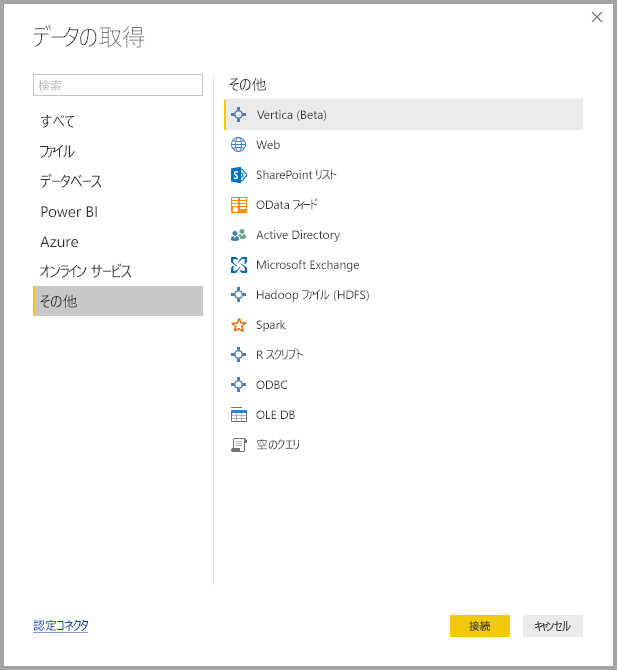 データの取得
検索
すべて
ファイル
データベース
Power BI
Azure
オンライン サービス
その他
その他
Vertica (Beta)
Web
SharePoint リスト
OData フィード
Active Directory
Microsoft Exchange
Hadoop ファイル (HDFS)
Spark
R スクリプト
ODBC
OLE DB
空のクエリ
認定コネクタ
接続
キャンセル